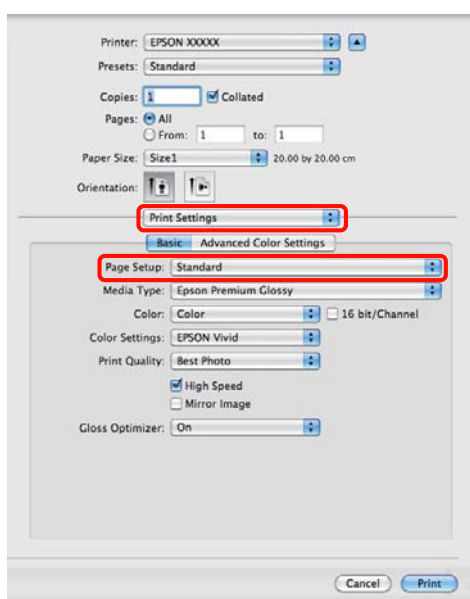 Printer: EPSON XXXXX
Presets: Standard
Copies: 1 Collated
Pages: All
From: 1 to: 1
Paper Size: Size1 20.00 by 20.00 cm
Orientation:
Print Settings
Basic Advanced Color Settings
Page Setup: Standard
Media Type: Epson Premium Glossy
Color: Color 16 bit/Channel
Color Settings: EPSON Vivid
Print Quality: Best Photo
High Speed
Mirror Image
Gloss Optimizer: On
Cancel Print